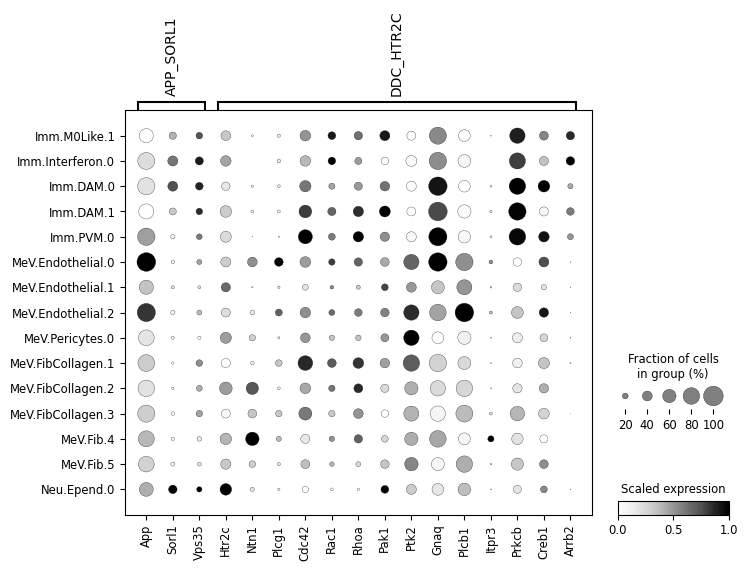 APP_SORL1
DDC_HTR2C
Imm.M0Like.1
Imm.Interferon.0
Imm.DAM.0
Imm.DAM.1
Imm.PVM.0
MeV.Endothelial.0
MeV.Endothelial.1
MeV.Endothelial.2
MeV.Pericytes.0
MeV.FibCollagen.1
MeV.FibCollagen.2
MeV.FibCollagen.3
MeV.Fib.4
MeV.Fib.5
Neu.Epend.0
App Sorl1 Vps35 Htr2c Ntn1 Plcg1 Cdc42 Rac1 Rhoa Pak1 Ptk2 Gnaq Plcb1 Itpr3 Prkcb Creb1 Arrb2
Fraction of cells
in group (%)
20 40 60 80 100
Scaled expression
0.0 0.5 1.0